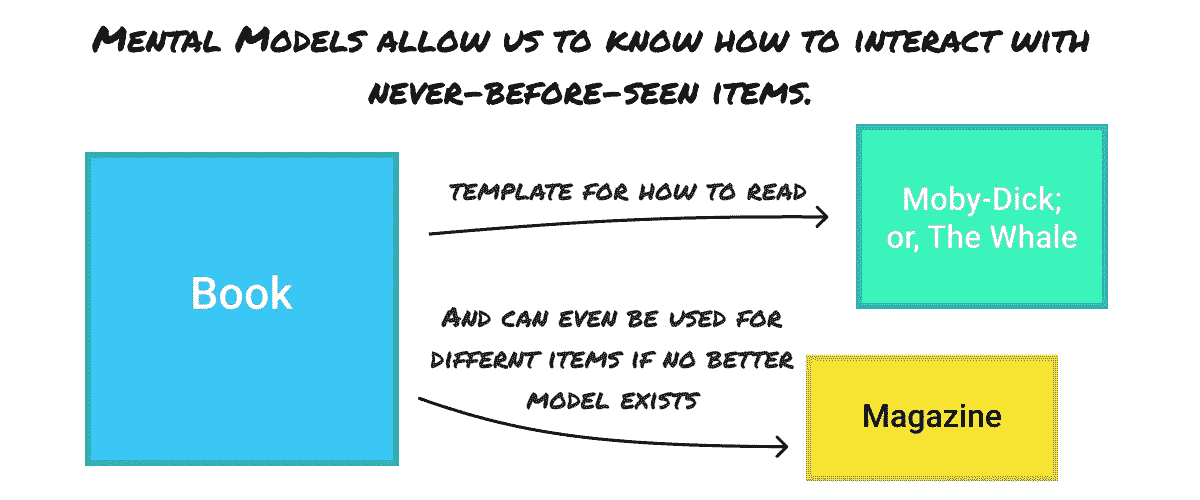 Mental Models allow us to know how to interact with
never-before-seen items.
Book
template for how to read
Moby-Dick;
or, The Whale
And can even be used for
differnt items if no better
model exists
Magazine